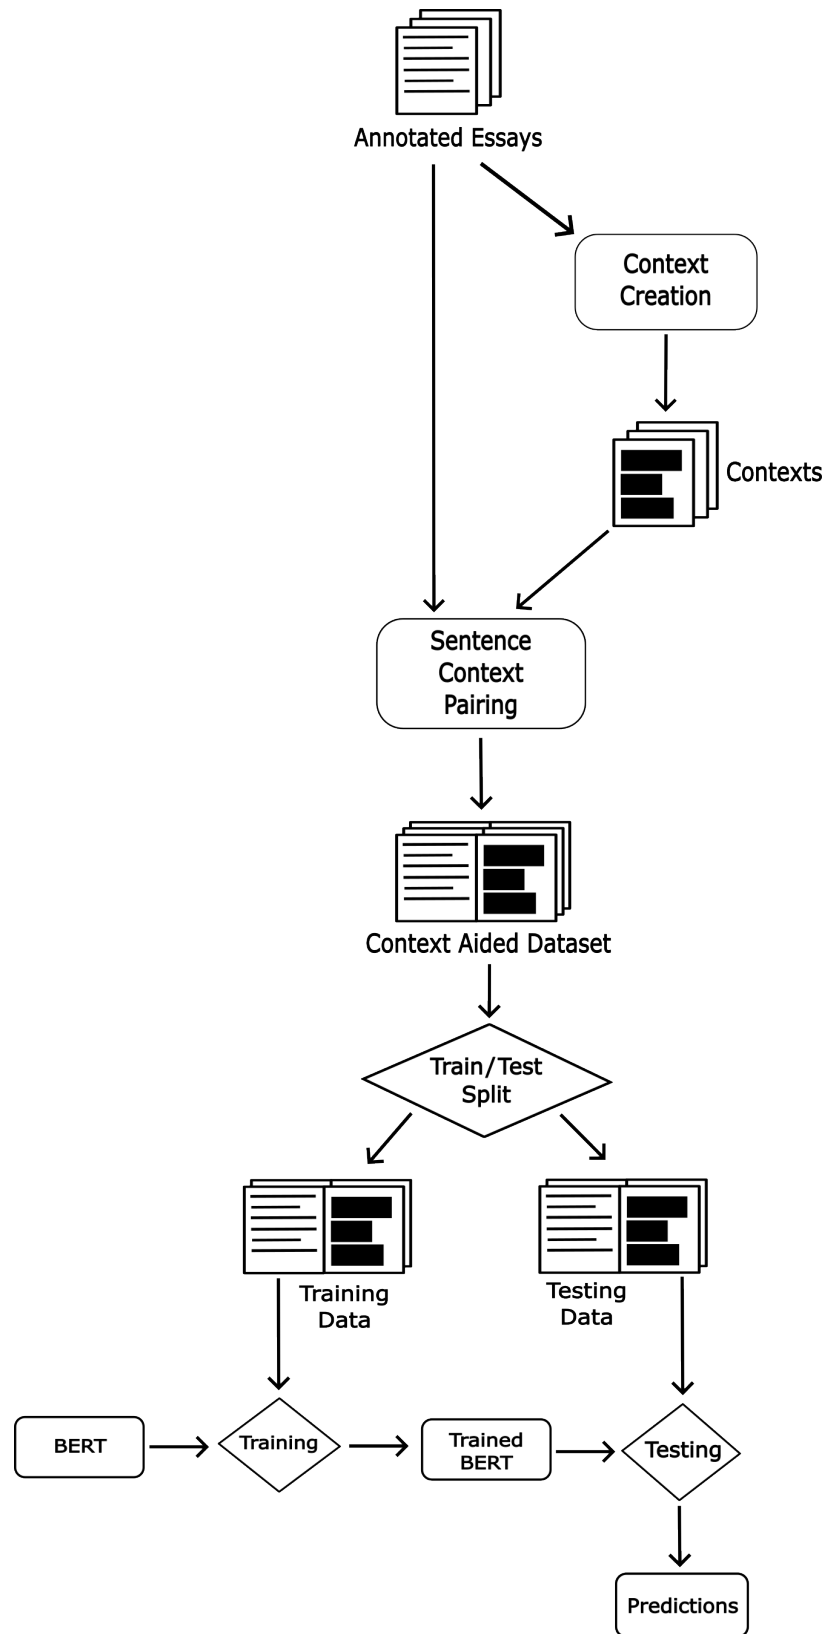 Annotated Essays
Context
Creation
Contexts
Sentence
Context
Pairing
Context Aided Dataset
Train/Test
Split
Training
Data
Testing
Data
BERT
Training
Trained
BERT
Testing
Predictions